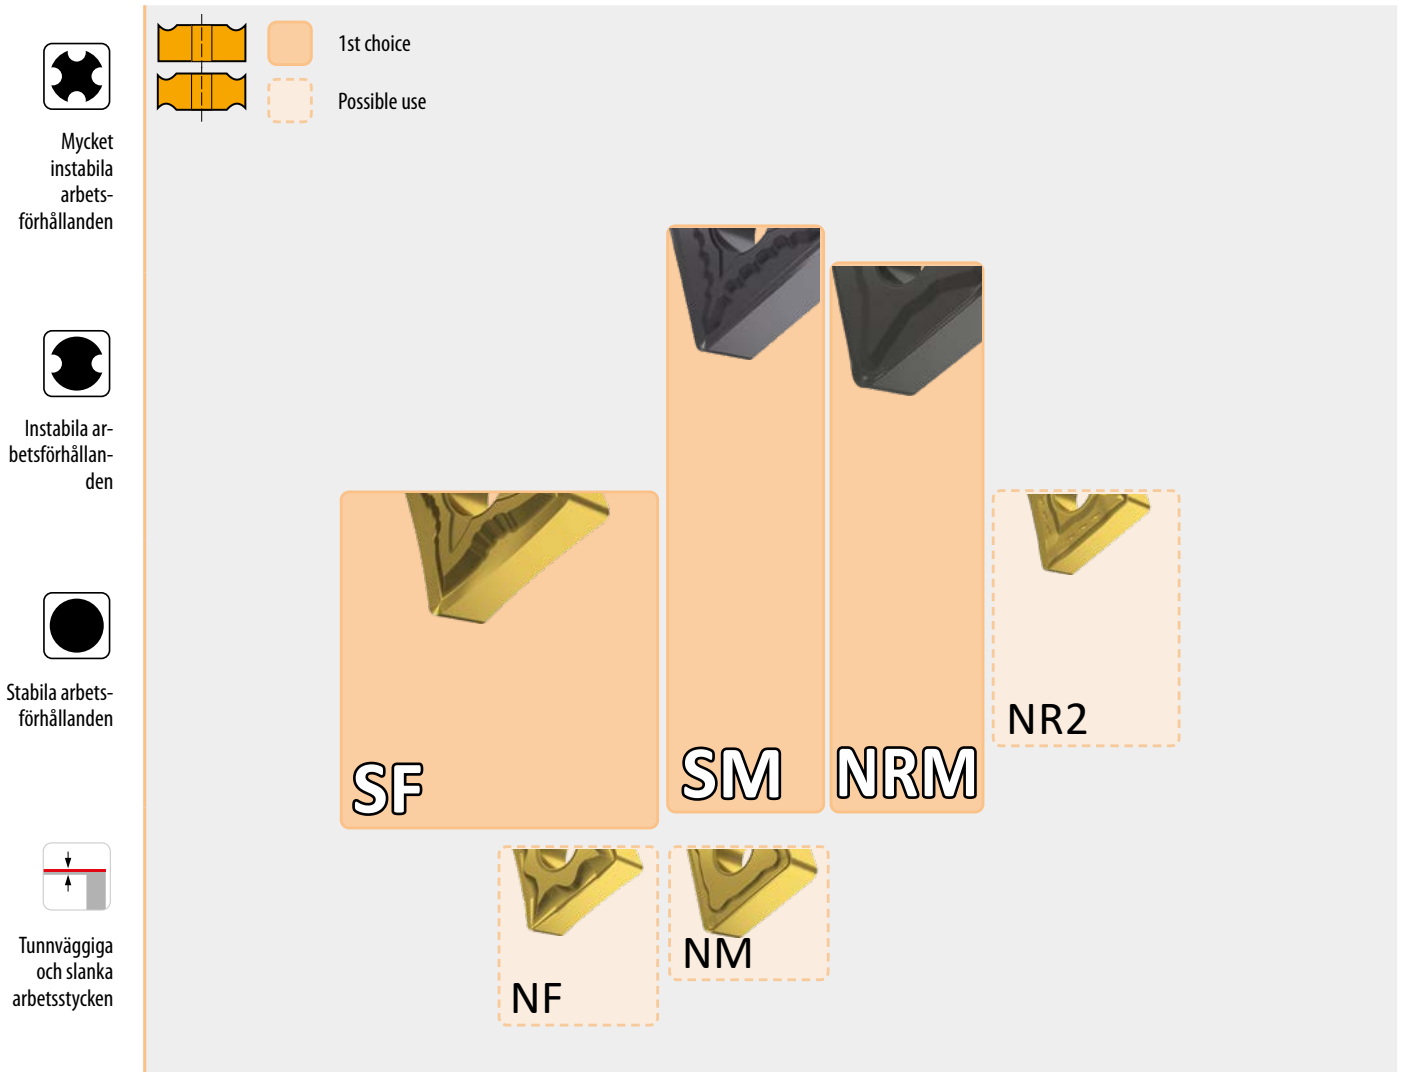 1st choice
Possible use
Mycket
instabila
arbets-
förhållanden
Instabila ar-
betsförhållan-
den
Stabila arbets-
förhållanden
Tunnväggiga
och slanka
arbetsstycken
SF
SM
NRM
NR2
NF
NM